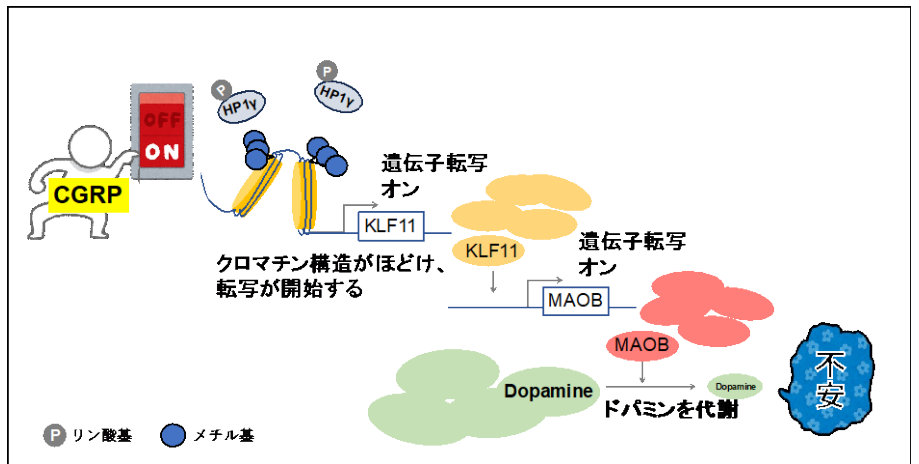 P
HP1γ
P
HP1γ
OFF
ON
CGRP
遺伝子転写
オン
KLF11
クロマチン構造がほどけ、
転写が開始する
KLF11
遺伝子転写
オン
MAOB
MAOB
Dopamine
Dopamine
ドパミンを代謝
不安
P リン酸基
メチル基